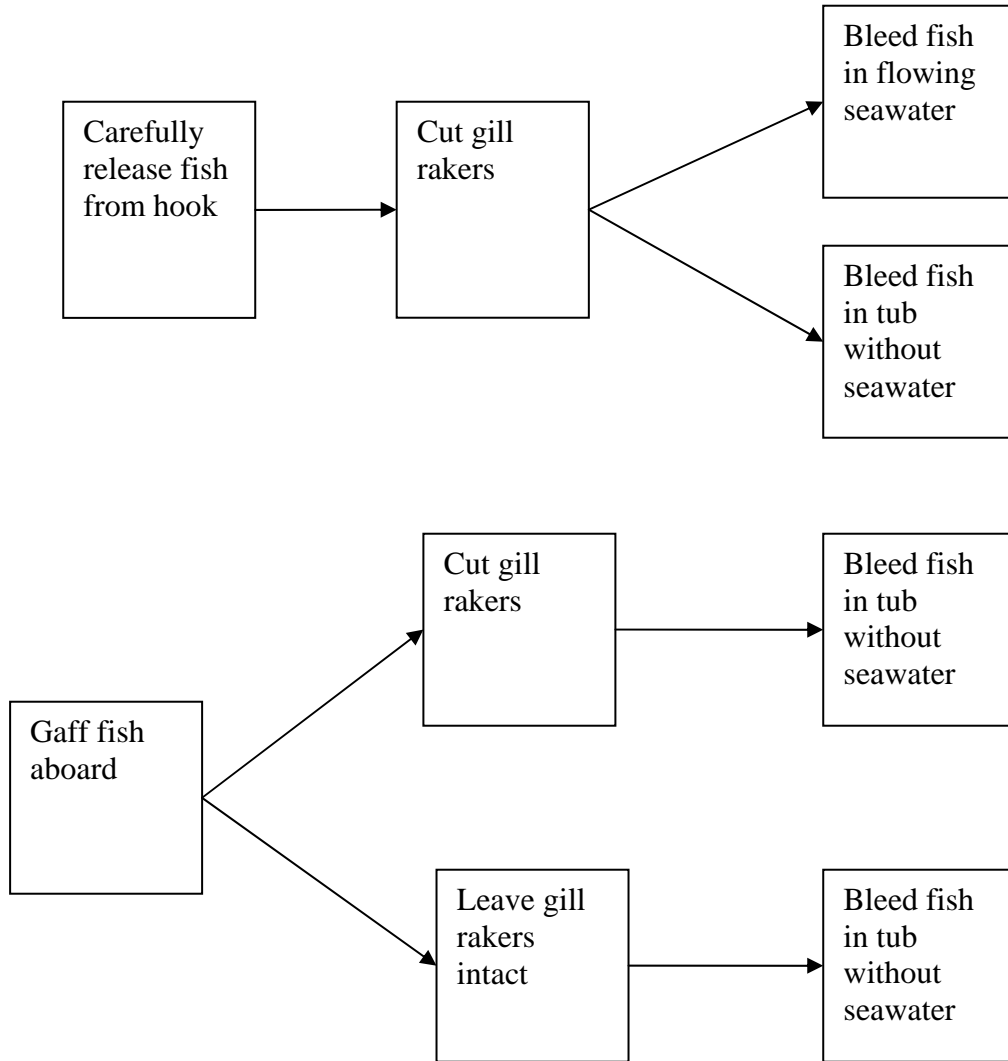 Carefully
release fish
from hook
Cut gill
rakers
Bleed fish
in flowing
seawater
Bleed fish
in tub
without
seawater
Gaff fish
aboard
Cut gill
rakers
Bleed fish
in tub
without
seawater
Leave gill
rakers
intact
Bleed fish
in tub
without
seawater